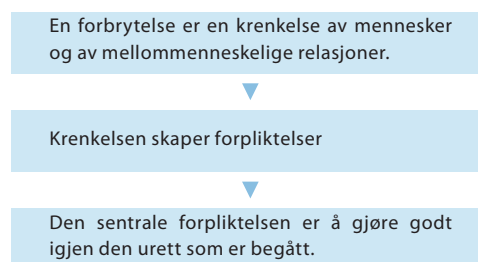 En forbrytelse er en krenkelse av mennesker
og av mellommenneskelige relasjoner.
Krenkelsen skaper forpliktelser
Den sentrale forpliktelsen er å gjøre godt
igjen den urett som er begått.